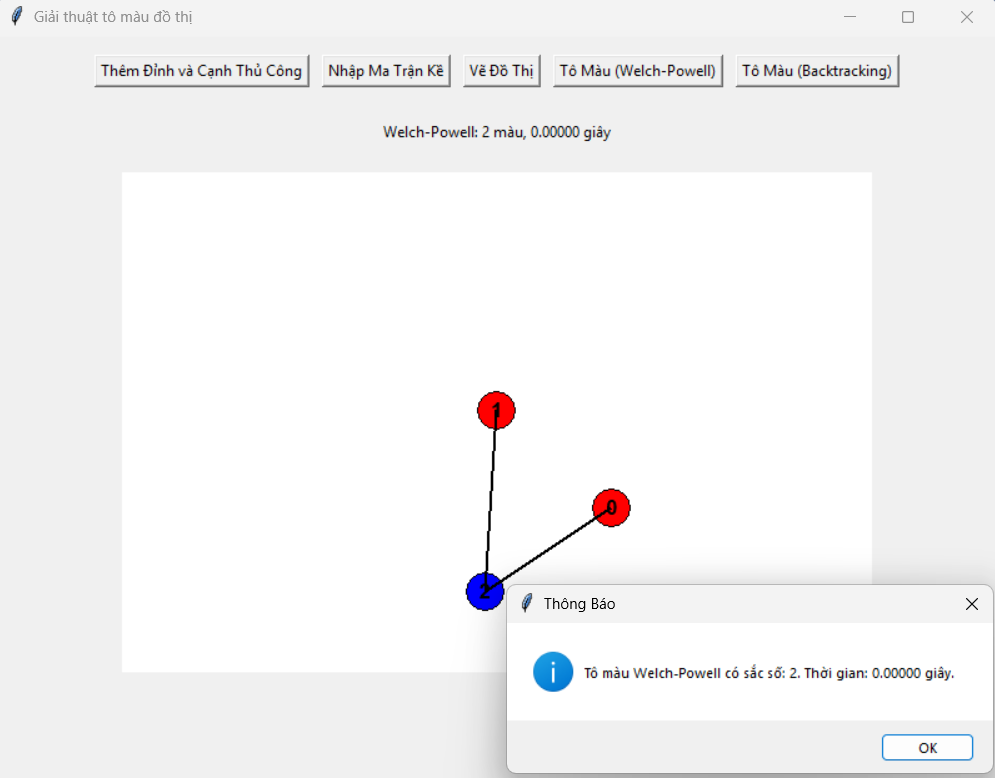 Giải thuật tô màu đồ thị
Thêm Đỉnh và Cạnh Thủ Công Nhập Ma Trận Kề Vẽ Đồ Thị Tô Màu (Welch-Powell) Tô Màu (Backtracking)
Welch-Powell: 2 màu, 0.00000 giây
1
0
2
Thông Báo
Tô màu Welch-Powell có sắc số: 2. Thời gian: 0.00000 giây.
OK